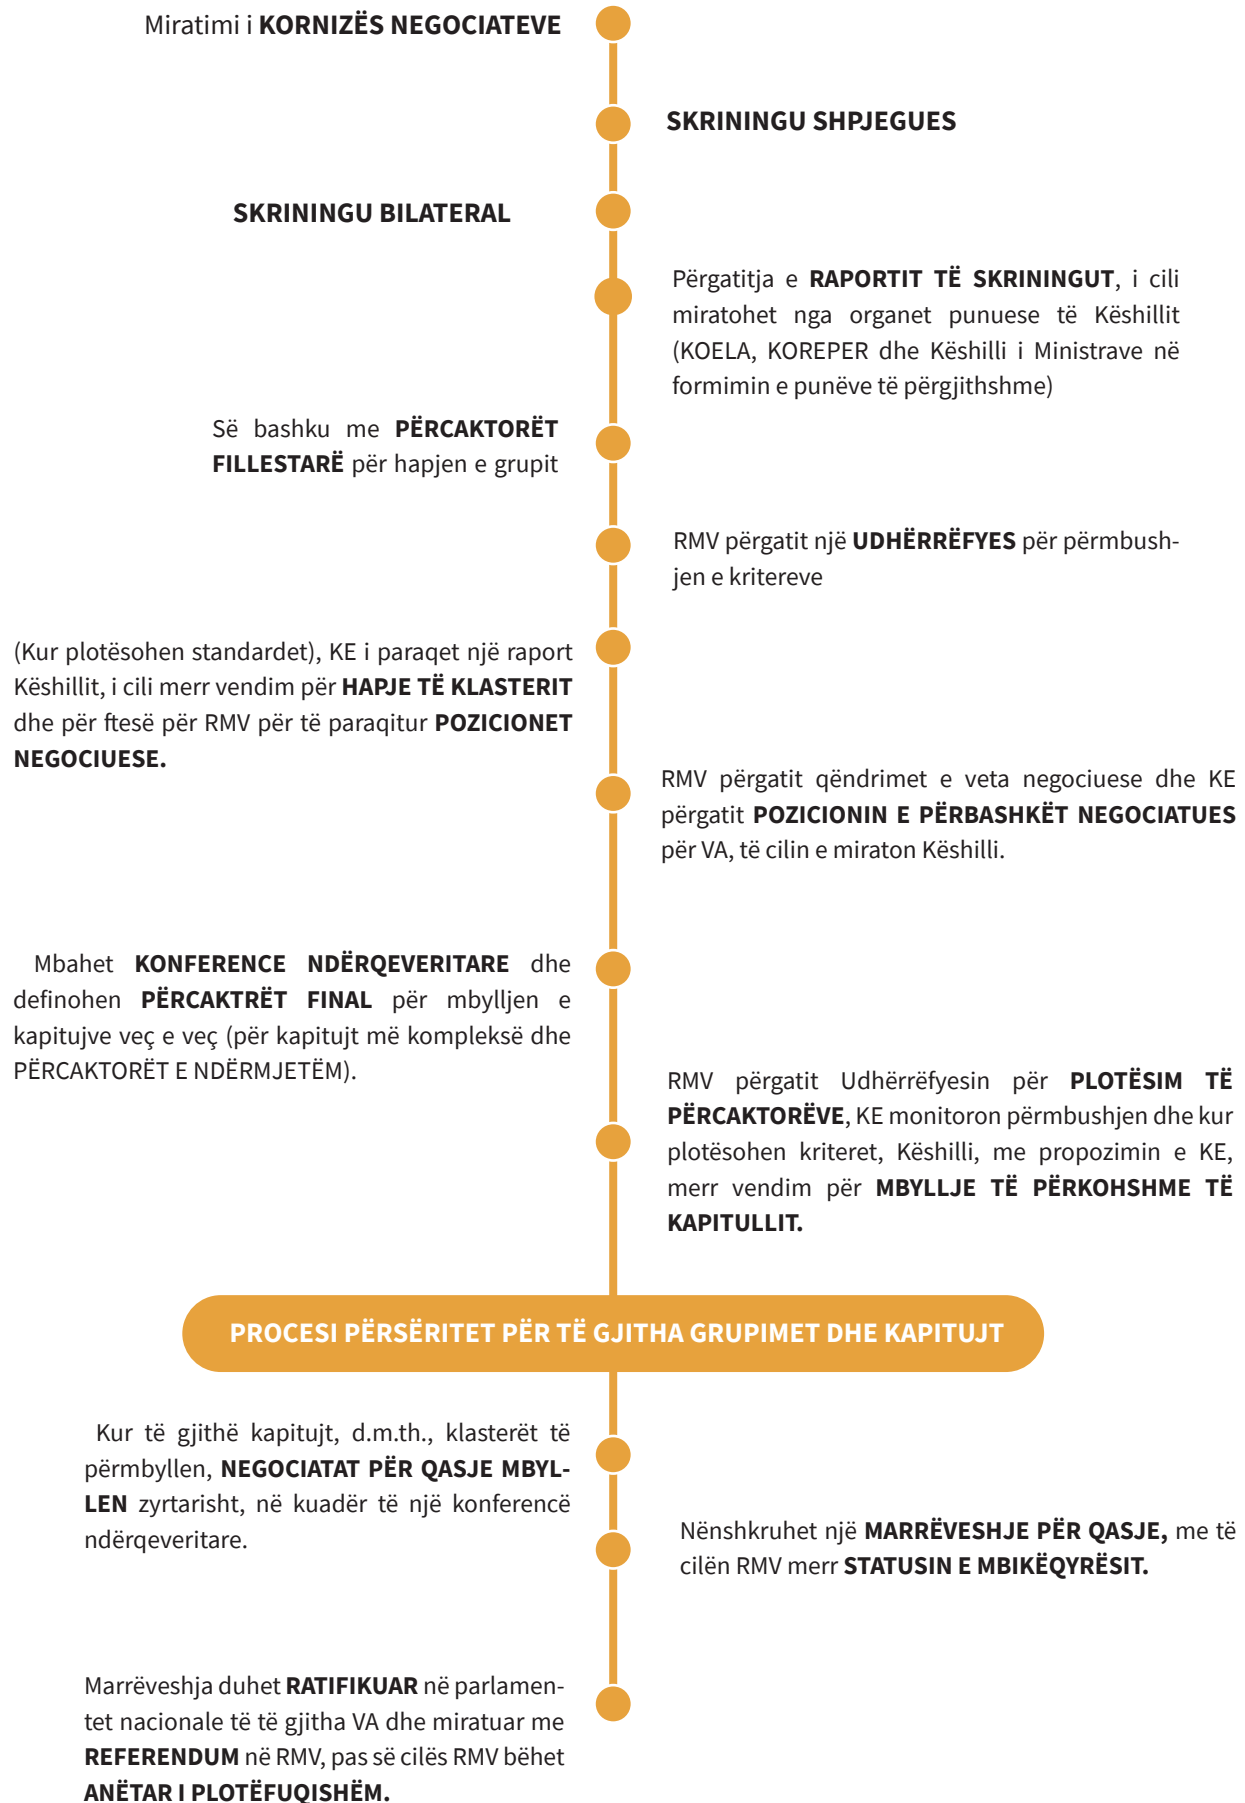 Miratimi i KORNIZËS NEGOCIATEVE
SKRININGU SHPJEGUES
SKRININGU BILATERAL
Përgatitja e RAPORTIT TË SKRININGUT, i cili
miratohet nga organet punuese të Këshillit
(KOELA, KOREPER dhe Këshilli i Ministrave në
formimin e punëve të përgjithshme)
Së bashku me PËRCAKTORËT
FILLESTARË për hapjen e grupit
RMV përgatit një UDHËRRËFYES për përmbush-
jen e kritereve
(Kur plotësohen standardet), KE i paraqet një raport
Këshillit, i cili merr vendim për HAPJE TË KLASTERIT
dhe për ftesë për RMV për të paraqitur POZICIONET
NEGOCIUESE.
RMV përgatit qëndrimet e veta negociuese dhe KE
përgatit POZICIONIN E PËRBASHKËT NEGOCIATUES
për VA, të cilin e miraton Këshilli.
Mbahet KONFERENCE NDËRQEVERITARE dhe
definohen PËRCAKTRËT FINAL për mbylljen e
kapitujve veç e veç (për kapitujt më kompleksë dhe
PËRCAKTORËT E NDËRMJETËM).
RMV përgatit Udhërrëfyesin për PLOTËSIM TË
PËRCAKTORËVE, KE monitoron përmbushjen dhe kur
plotësohen kriteret, Këshilli, me propozimin e KE,
merr vendim për MBYLLJE TË PËRKOHSHME TË
KAPITULLIT.
PROCESI PËRSËRITET PËR TË GJITHA GRUPIMET DHE KAPITUJT
Kur të gjithë kapitujt, d.m.th., klasterët të
përmbyllen, NEGOCIATAT PËR QASJE MBYL-
LEN zyrtarisht, në kuadër të një konferencë
ndërqeveritare.
Nënshkruhet një MARRËVESHJE PËR QASJE, me të
cilën RMV merr STATUSIN E MBIKËQYRËSIT.
Marrëveshja duhet RATIFIKUAR në parlamen-
tet nacionale të të gjitha VA dhe miratuar me
REFERENDUM në RMV, pas së cilës RMV bëhet
ANËTAR I PLOTËFUQISHËM.